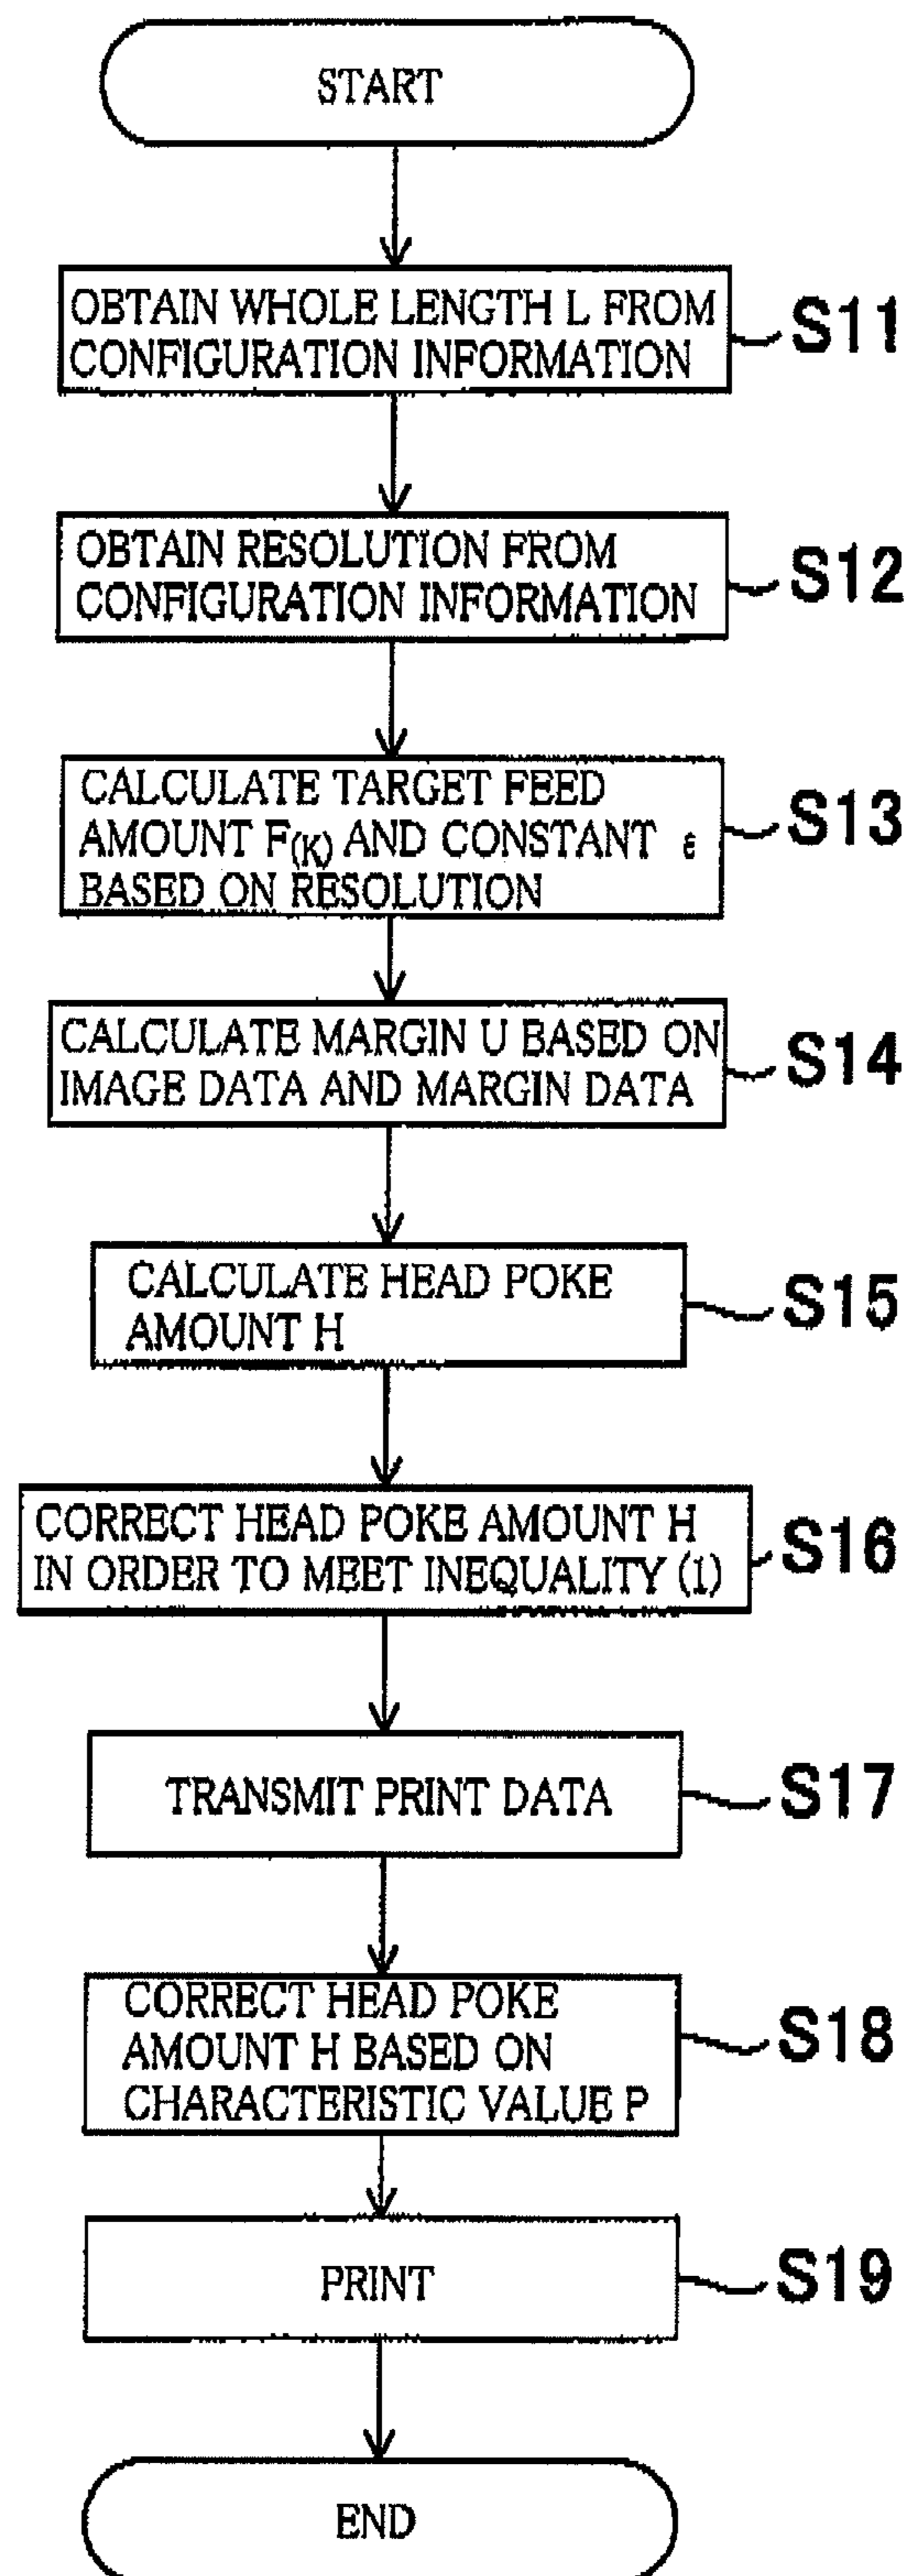 START
OBTAIN WHOLE LENGTH L FROM
CONFIGURATION INFORMATION
S11
OBTAIN RESOLUTION FROM
CONFIGURATION INFORMATION
S12
CALCULATE TARGET FEED
AMOUNT F(K) AND CONSTANT ε
BASED ON RESOLUTION
S13
CALCULATE MARGIN U BASED ON
IMAGE DATA AND MARGIN DATA
S14
CALCULATE HEAD POKE
AMOUNT H
S15
CORRECT HEAD POKE AMOUNT H
IN ORDER TO MEET INEQUALITY (1)
S16
TRANSMIT PRINT DATA
S17
CORRECT HEAD POKE
AMOUNT H BASED ON
CHARACTERISTIC VALUE P
S18
PRINT
S19
END